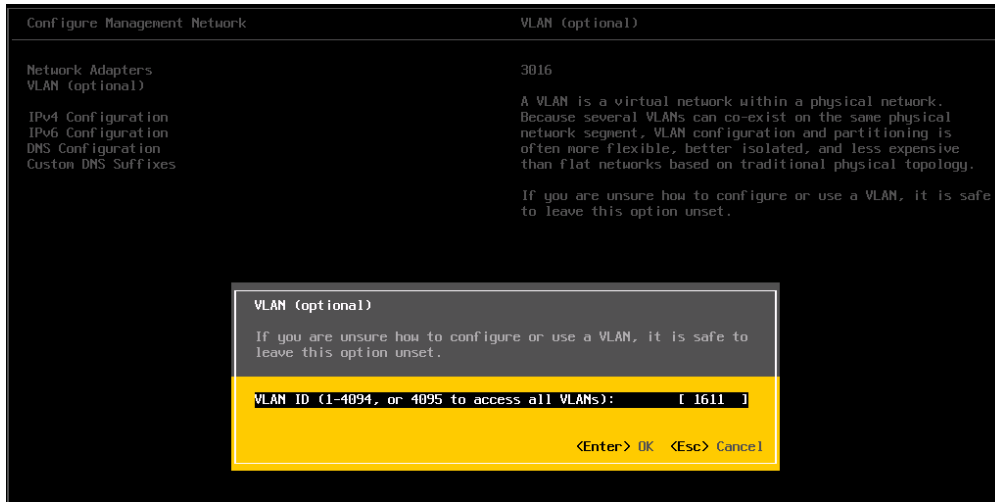 Configure Management Network
VLAN (optional)
Network Adapters
VLAN (optional)
IPv4 Configuration
IPv6 Configuration
DNS Configuration
Custom DNS Suffixes
3016
A VLAN is a virtual network within a physical network.
Because several VLANs can co-exist on the same physical
network segment, VLAN configuration and partitioning is
often more flexible, better isolated, and less expensive
than flat networks based on traditional physical topology.
If you are unsure how to configure or use a VLAN, it is safe
to leave this option unset.
VLAN (optional)
If you are unsure how to configure or use a VLAN, it is safe to
leave this option unset.
VLAN ID (1-4094, or 4095 to access all VLANs): [ 1611 ]
<Enter> OK <Esc> Cancel